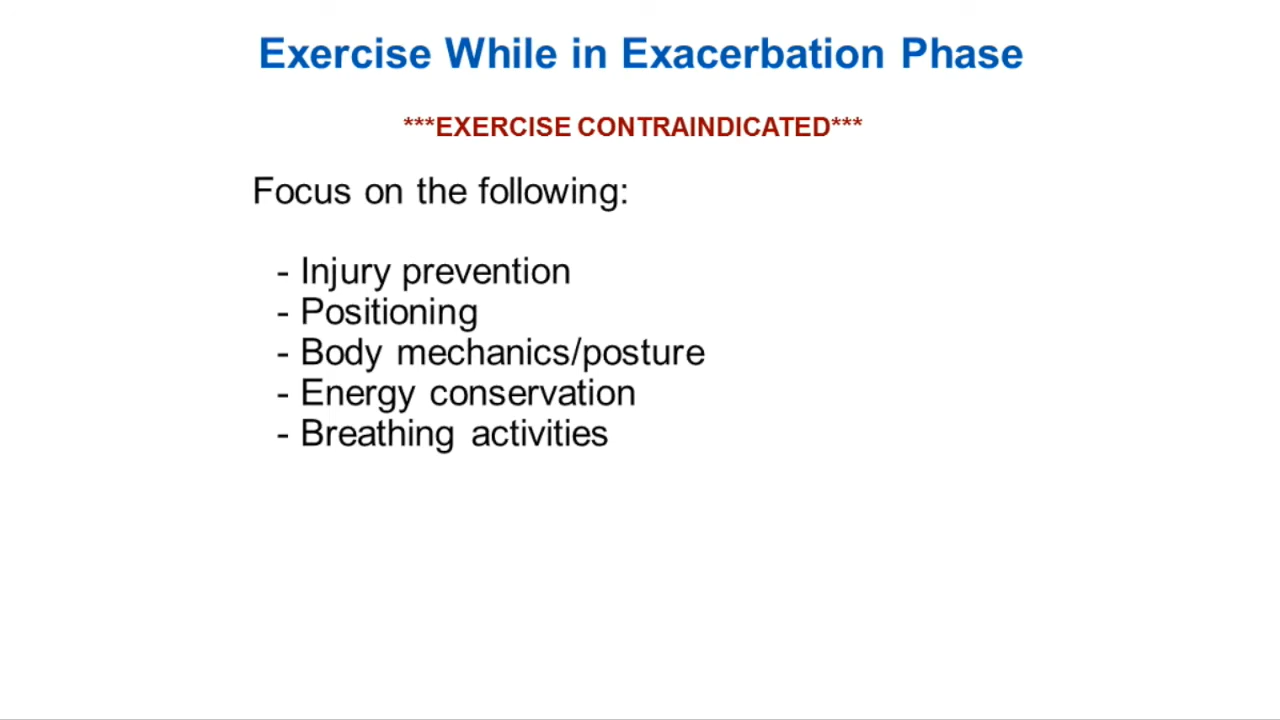 Exercise While in Exacerbation Phase
***EXERCISE CONTRAINDICATED***
Focus on the following:
- Injury prevention
- Positioning
- Body mechanics/posture
- Energy conservation
- Breathing activities